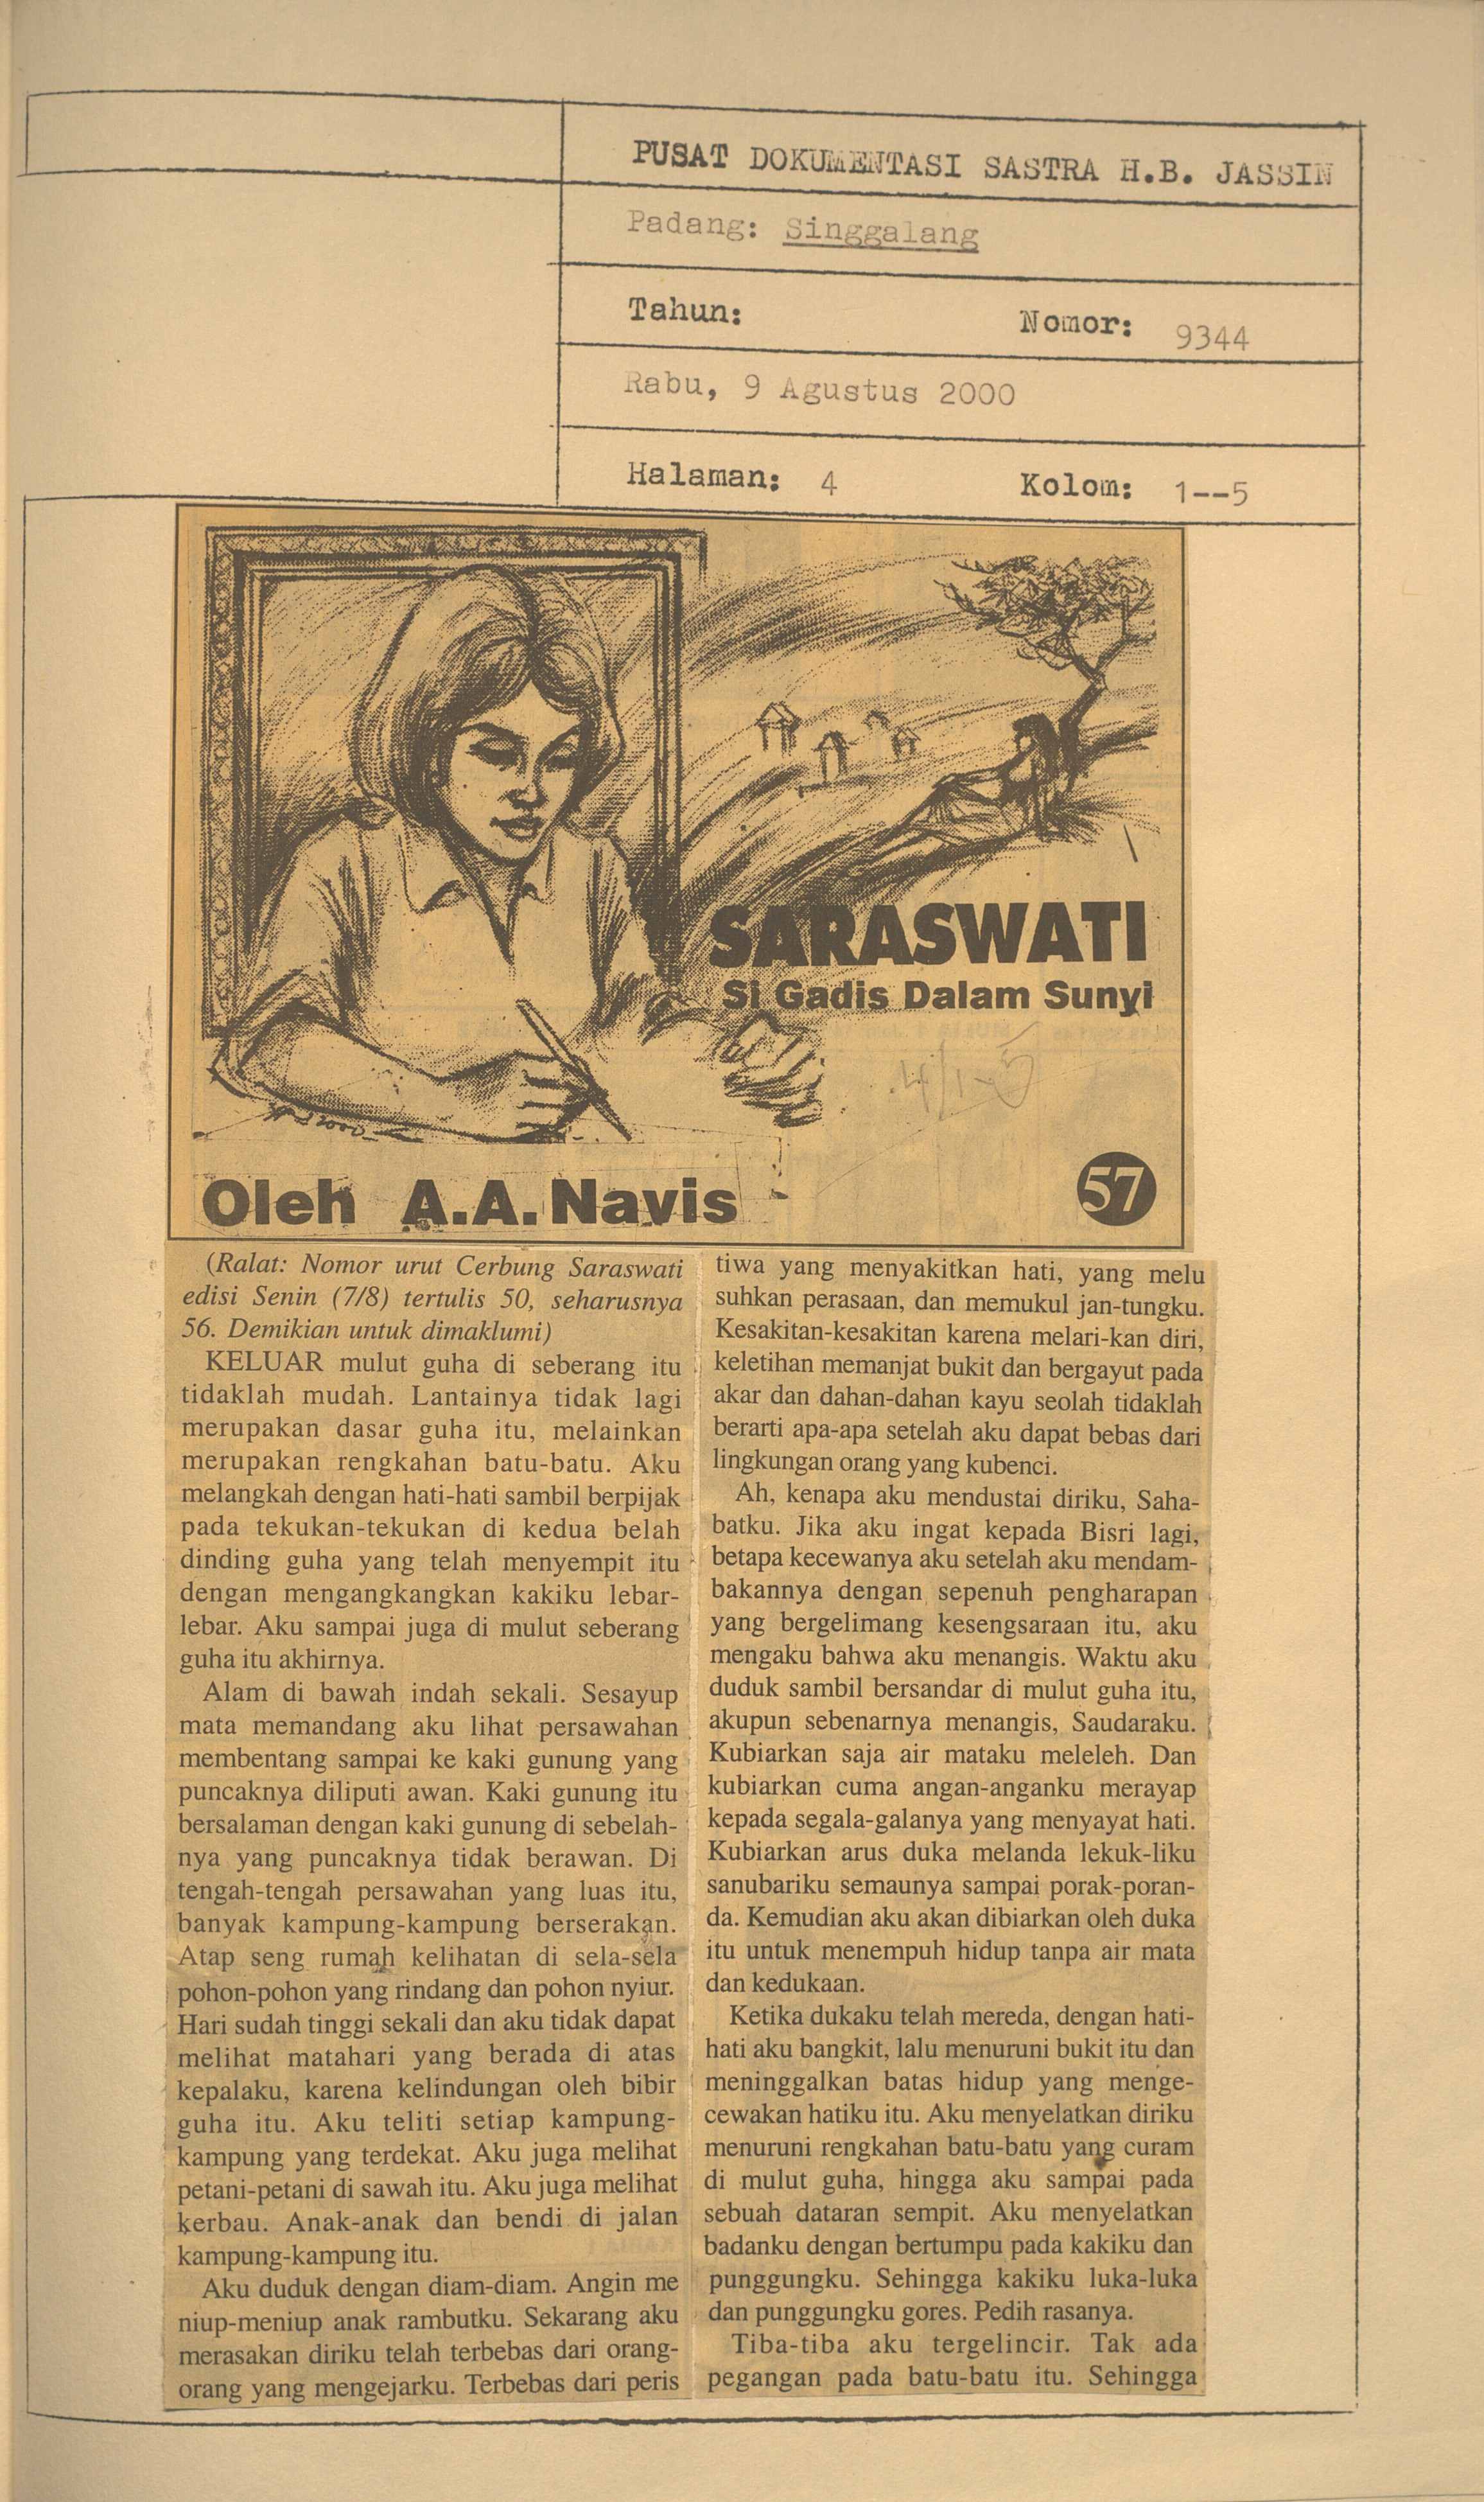 PUSAT DOKUMENTASI SASTRA H.B. JASSIN
Padang: Singgalang
Tahun: Nomor: 9344
Rabu, 9 Agustus 2000
Halaman: 4 Kolom: 1--5
SARASWATI
Si Gadis Dalam Sunyi
4/1-5
Oleh A.A. Navis
57
(Ralat: Nomor urut Cerbung Saraswati
edisi Senin (7/8) tertulis 50, seharusnya
56. Demikian untuk dimaklumi)
KELUAR mulut guha di seberang itu
tidaklah mudah. Lantainya tidak lagi
merupakan dasar guha itu, melainkan
merupakan rengkahan batu-batu. Aku
melangkah dengan hati-hati sambil berpijak
pada tekukan-tekukan di kedua belah
dinding guha yang telah menyempit itu
dengan mengangkangkan kakiku lebar-
lebar. Aku sampai juga di mulut seberang
guha itu akhirnya.
Alam di bawah indah sekali. Sesayup
mata memandang aku lihat persawahan
membentang sampai ke kaki gunung yang
puncaknya diliputi awan. Kaki gunung itu
bersalaman dengan kaki gunung di sebelah-
nya yang puncaknya tidak berawan. Di
tengah-tengah persawahan yang luas itu,
banyak kampung-kampung berserakan.
Atap seng rumah kelihatan di sela-sela
pohon-pohon yang rindang dan pohon nyiur.
Hari sudah tinggi sekali dan aku tidak dapat
melihat matahari yang berada di atas
kepalaku, karena kelindungan oleh bibir
guha itu. Aku teliti setiap kampung-
kampung yang terdekat. Aku juga melihat
petani-petani di sawah itu. Aku juga melihat
kerbau. Anak-anak dan bendi di jalan
kampung-kampung itu.
Aku duduk dengan diam-diam. Angin me
niup-meniup anak rambutku. Sekarang aku
merasakan diriku telah terbebas dari orang-
orang yang mengejarku. Terbebas dari peris
tiwa yang menyakitkan hati, yang melu
suhkan perasaan, dan memukul jan-tungku.
Kesakitan-kesakitan karena melari-kan diri,
keletihan memanjat bukit dan bergayut pada
akar dan dahan-dahan kayu seolah tidaklah
berarti apa-apa setelah aku dapat bebas dari
lingkungan orang yang kubenci.
Ah, kenapa aku mendustai diriku, Saha-
batku. Jika aku ingat kepada Bisri lagi,
betapa kecewanya aku setelah aku mendam-
bakannya dengan sepenuh pengharapan
yang bergelimang kesengsaraan itu, aku
mengaku bahwa aku menangis. Waktu aku
duduk sambil bersandar di mulut guha itu,
akupun sebenarnya menangis, Saudaraku.
Kubiarkan saja air mataku meleleh. Dan
kubiarkan cuma angan-anganku merayap
kepada segala-galanya yang menyayat hati.
Kubiarkan arus duka melanda lekuk-liku
sanubariku semaunya sampai porak-poran-
da. Kemudian aku akan dibiarkan oleh duka
itu untuk menempuh hidup tanpa air mata
dan kedukaan.
Ketika dukaku telah mereda, dengan hati-
hati aku bangkit, lalu menuruni bukit itu dan
meninggalkan batas hidup yang menge-
cewakan hatiku itu. Aku menyelatkan diriku
menuruni rengkahan batu-batu yang curam
di mulut guha, hingga aku sampai pada
sebuah dataran sempit. Aku menyelatkan
badanku dengan bertumpu pada kakiku dan
punggungku. Sehingga kakiku luka-luka
dan punggungku gores. Pedih rasanya.
Tiba-tiba aku tergelincir. Tak ada
pegangan pada batu-batu itu. Sehingga